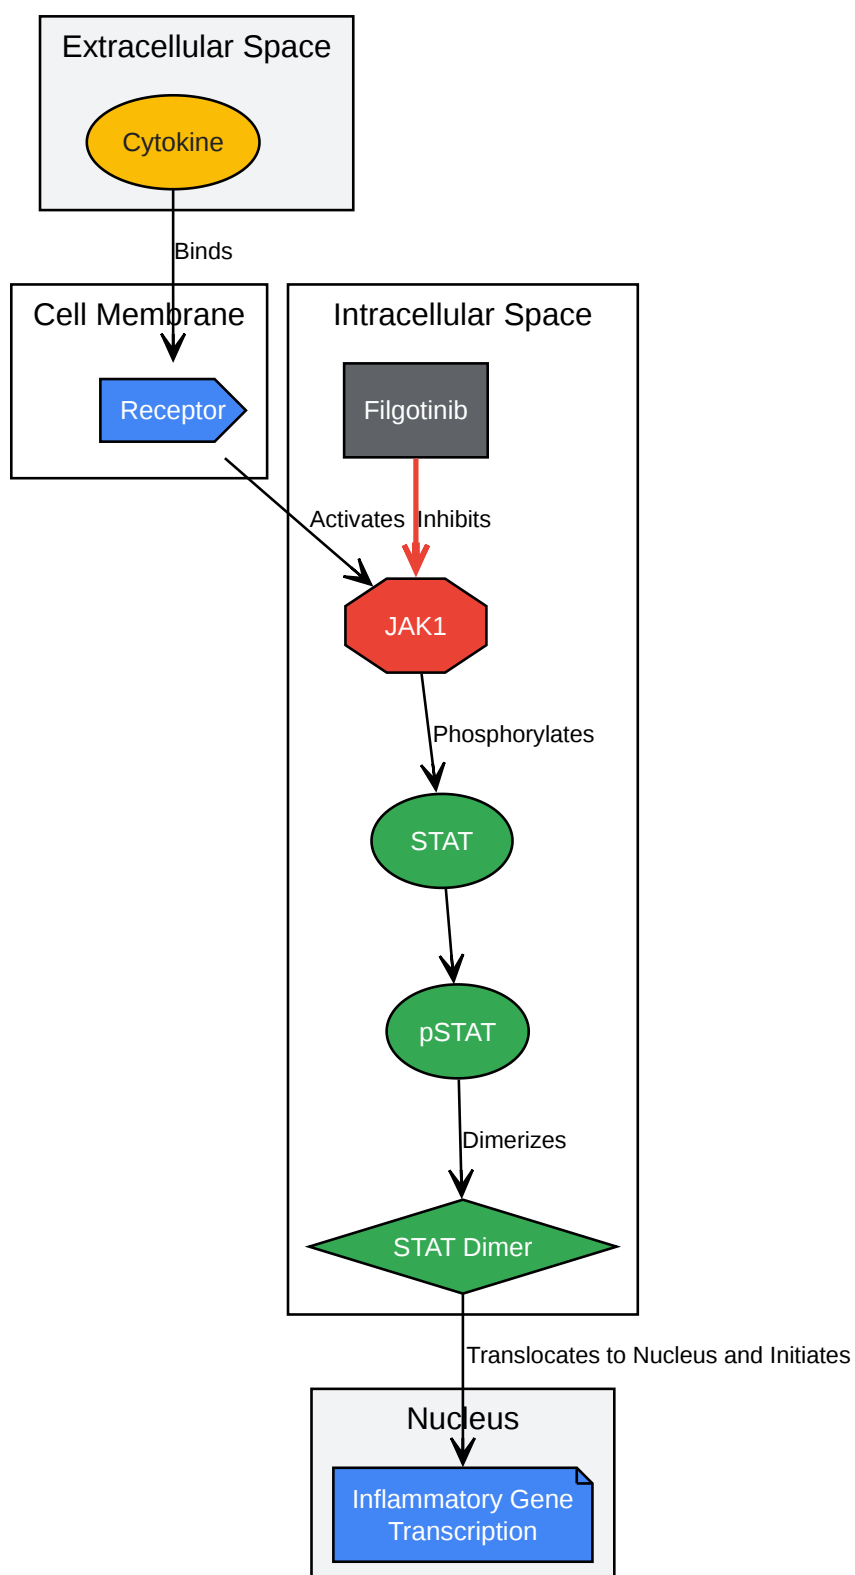 Extracellular Space
Cytokine
Binds
Cell Membrane
Intracellular Space
Receptor
Filgotinib
Activates
Inhibits
JAK1
Phosphorylates
STAT
pSTAT
Dimerizes
STAT Dimer
Translocates to Nucleus and Initiates
Nucleus
Inflammatory Gene
Transcription